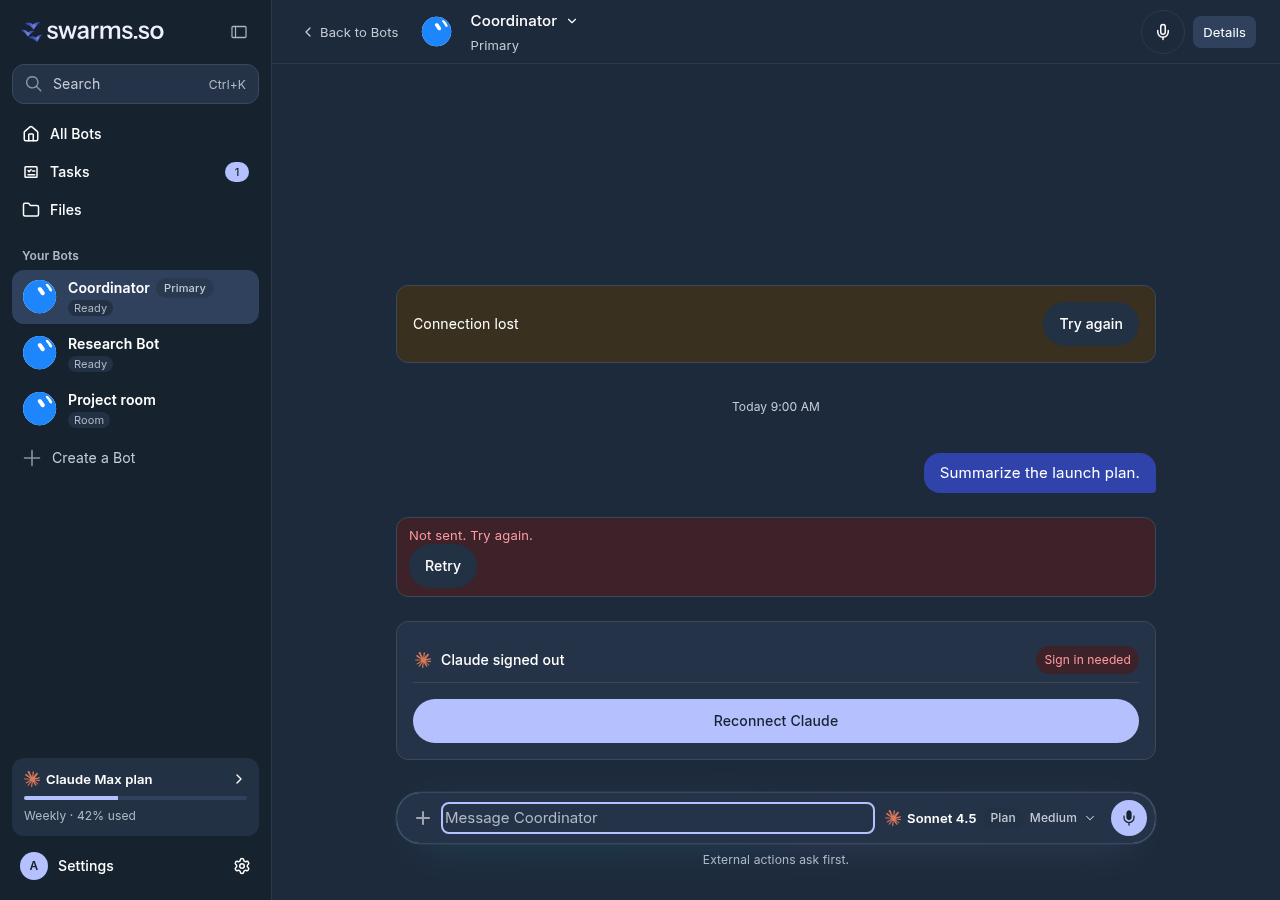 swarms.so
Search Ctrl+K
All Bots
Tasks 1
Files
Your Bots
Coordinator Primary
Ready
Research Bot
Ready
Project room
Room
Create a Bot
Claude Max plan
Weekly · 42% used
A Settings
Back to Bots
Coordinator
Primary
Details
Connection lost
Try again
Today 9:00 AM
Summarize the launch plan.
Not sent. Try again.
Retry
Claude signed out
Sign in needed
Reconnect Claude
Message Coordinator
Sonnet 4.5 Plan Medium
External actions ask first.